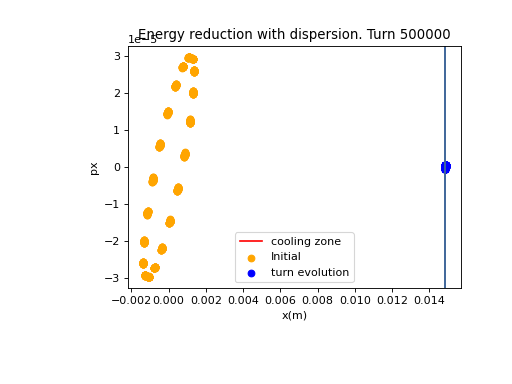 Energy reduction with dispersion. Turn 500000
1e−5
3
2
1
0
−1
−2
−3
px
cooling zone
Initial
turn evolution
−0.002 0.000 0.002 0.004 0.006 0.008 0.010 0.012 0.014
x(m)